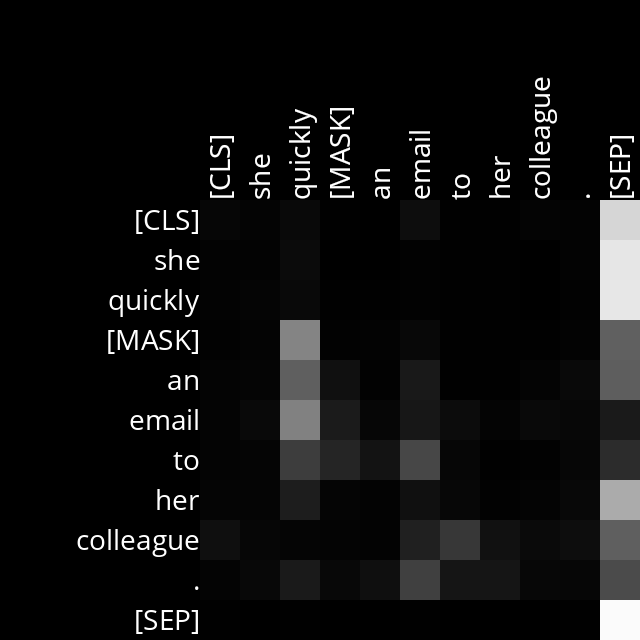 [CLS] she quickly [MASK] an email to her colleague . [SEP]
[CLS]
she
quickly
[MASK]
an
email
to
her
colleague
.
[SEP]